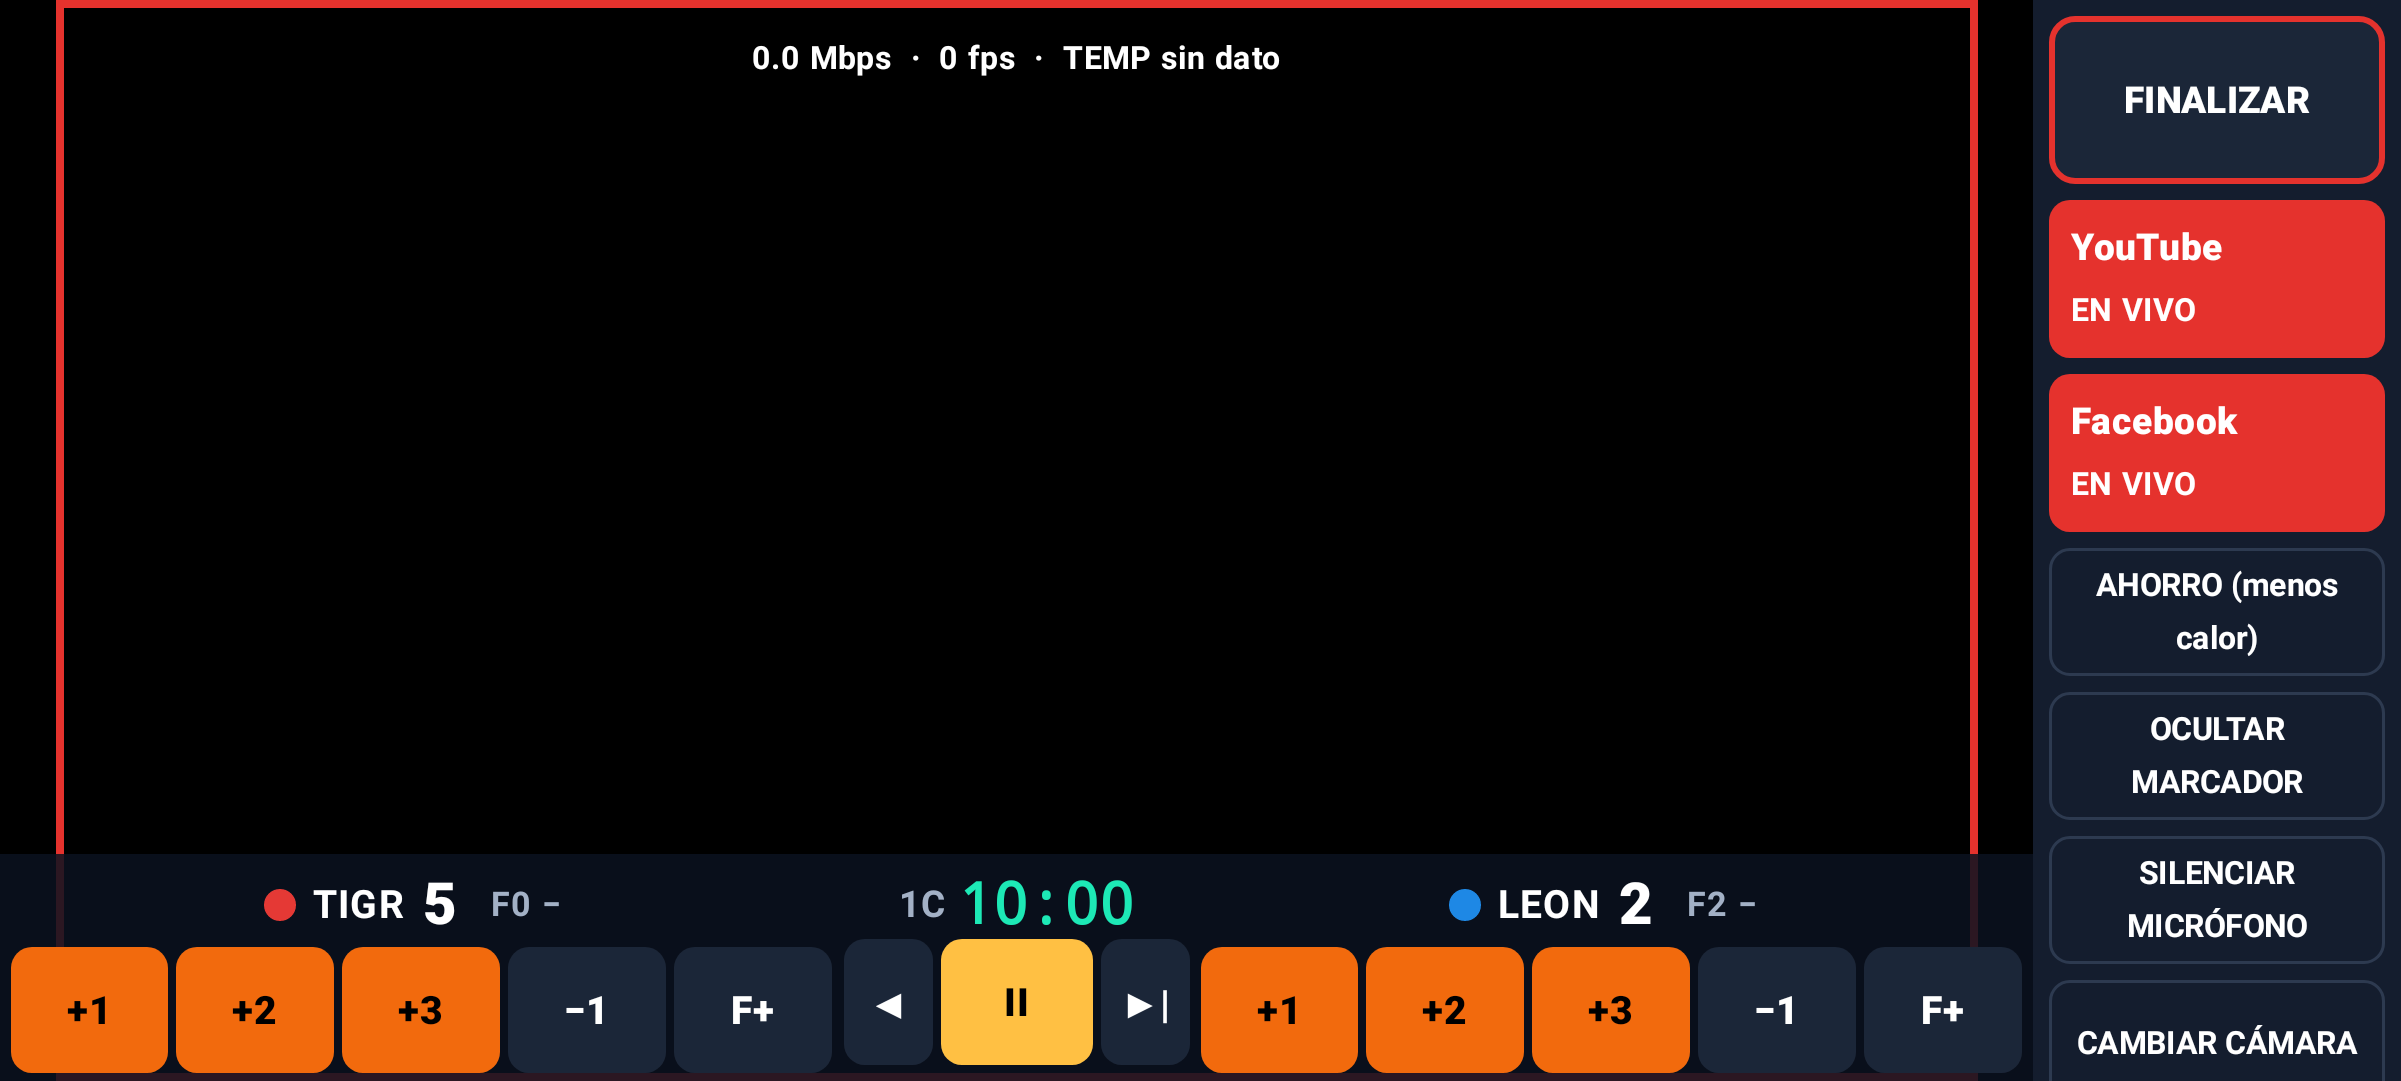 0.0 Mbps · 0 fps · TEMP sin dato
FINALIZAR
YouTube
EN VIVO
Facebook
EN VIVO
AHORRO (menos
calor)
OCULTAR
MARCADOR
SILENCIAR
MICRÓFONO
CAMBIAR CÁMARA
TIGR 5 F0 –
1C 10:00
LEON 2 F2 –
+1 +2 +3 −1 F+
◀ II ▶|
+1 +2 +3 −1 F+